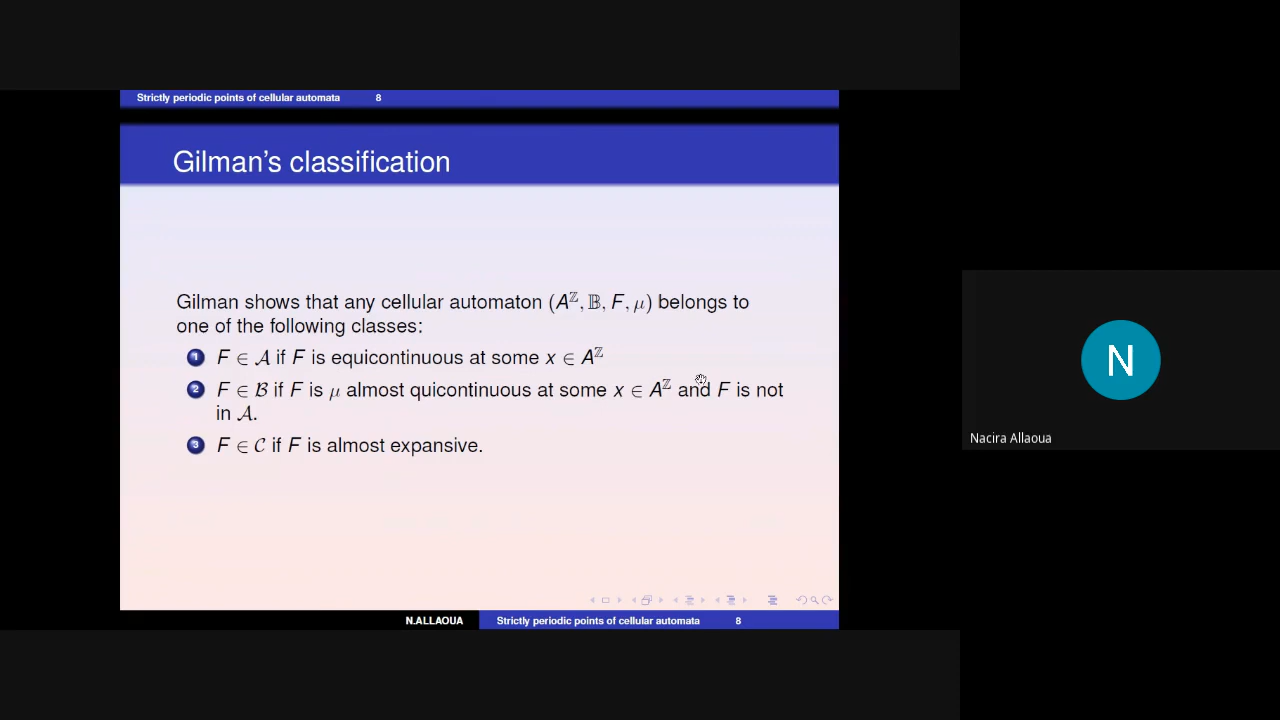 Strictly periodic points of cellular automata 8
Gilman's classification
Gilman shows that any cellular automaton (A^ℤ, 𝔹, F, μ) belongs to
one of the following classes:
1 F ∈ 𝒜 if F is equicontinuous at some x ∈ A^ℤ
2 F ∈ ℬ if F is μ almost quicontinuous at some x ∈ A^ℤ and F is not
in 𝒜.
3 F ∈ 𝒞 if F is almost expansive.
N.ALLAOUA Strictly periodic points of cellular automata 8
N
Nacira Allaoua